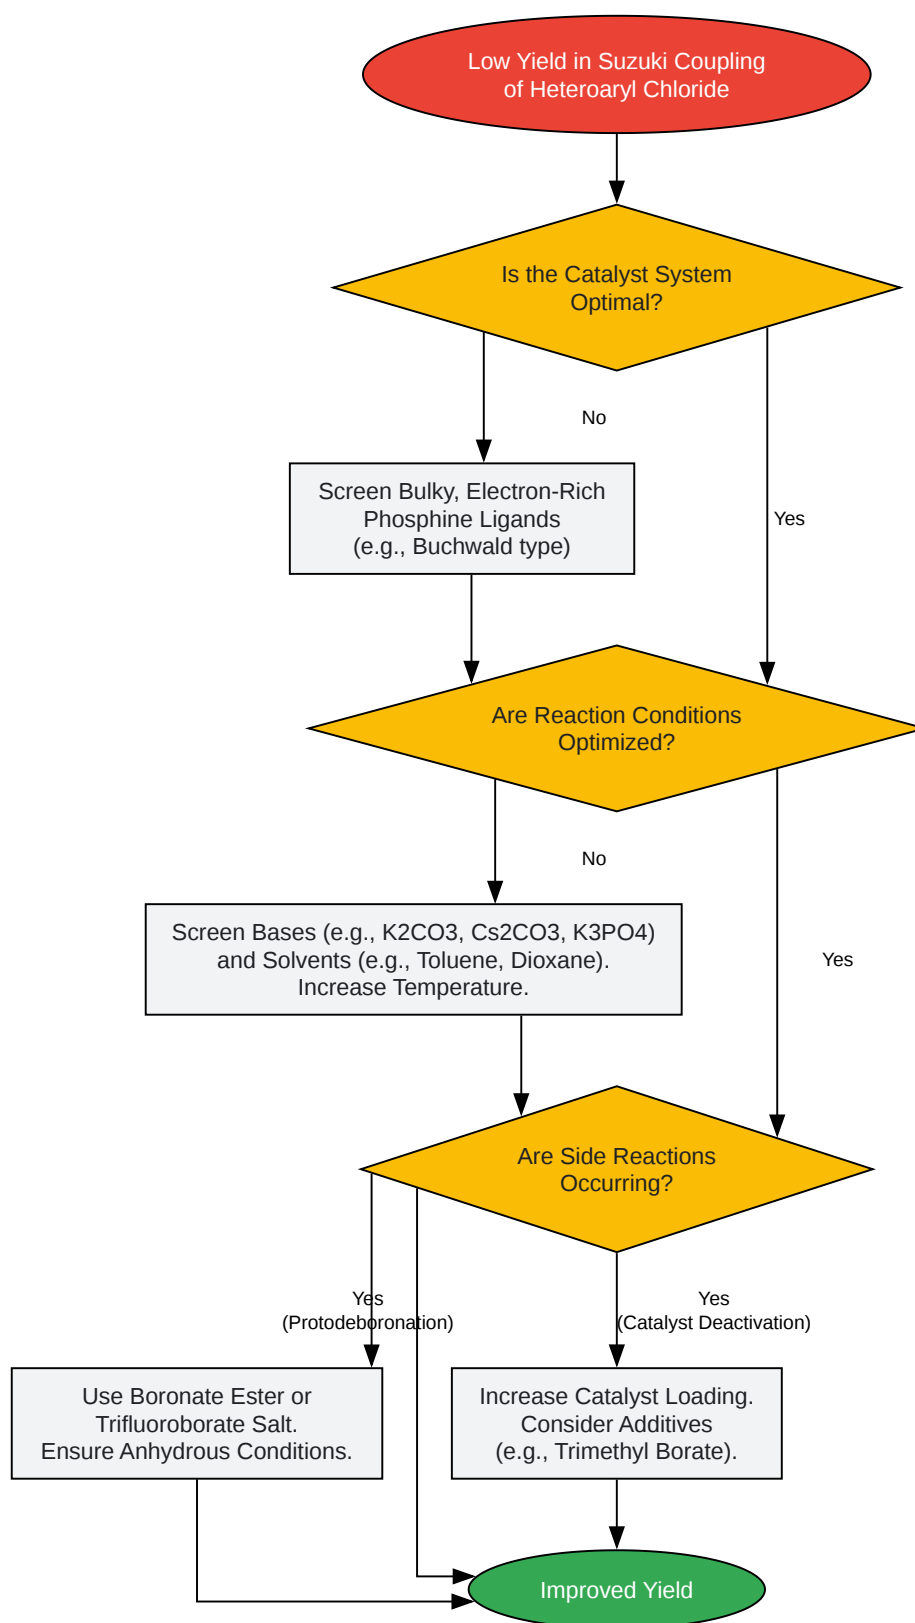 Low Yield in Suzuki Coupling
of Heteroaryl Chloride
Is the Catalyst System
Optimal?
No
Screen Bulky, Electron-Rich
Phosphine Ligands
(e.g., Buchwald type)
Yes
Are Reaction Conditions
Optimized?
No
Screen Bases (e.g., K2CO3, Cs2CO3, K3PO4)
and Solvents (e.g., Toluene, Dioxane).
Increase Temperature.
Yes
Are Side Reactions
Occurring?
Yes
(Protodeboronation)
Yes
(Catalyst Deactivation)
Use Boronate Ester or
Trifluoroborate Salt.
Ensure Anhydrous Conditions.
Increase Catalyst Loading.
Consider Additives
(e.g., Trimethyl Borate).
Improved Yield